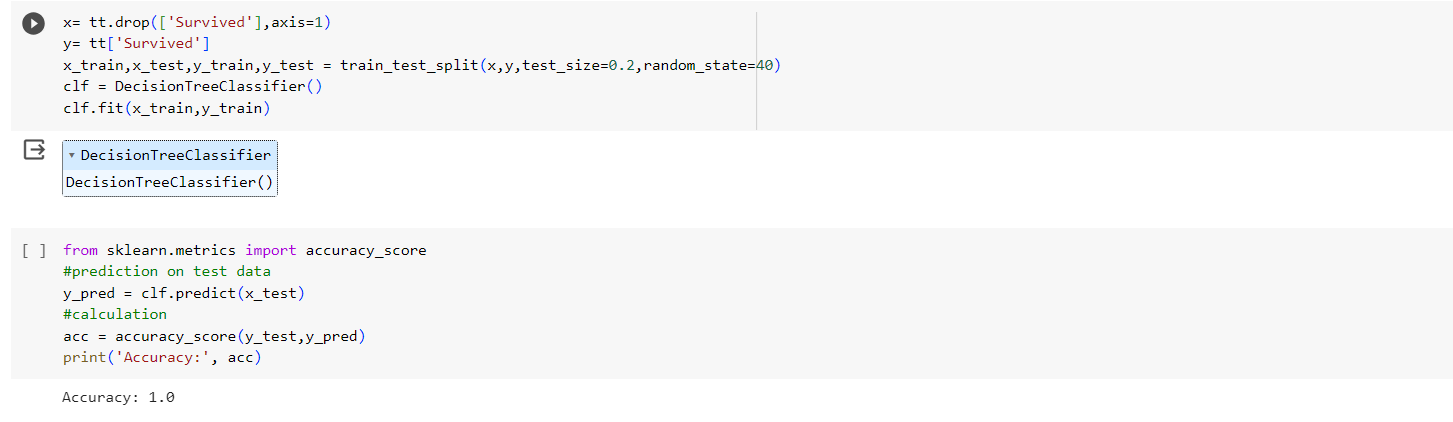 x= tt.drop(['Survived'],axis=1)
y= tt['Survived']
x_train,x_test,y_train,y_test = train_test_split(x,y,test_size=0.2,random_state=40)
clf = DecisionTreeClassifier()
clf.fit(x_train,y_train)
▾ DecisionTreeClassifier
DecisionTreeClassifier()
[ ] from sklearn.metrics import accuracy_score
#prediction on test data
y_pred = clf.predict(x_test)
#calculation
acc = accuracy_score(y_test,y_pred)
print('Accuracy:', acc)
Accuracy: 1.0